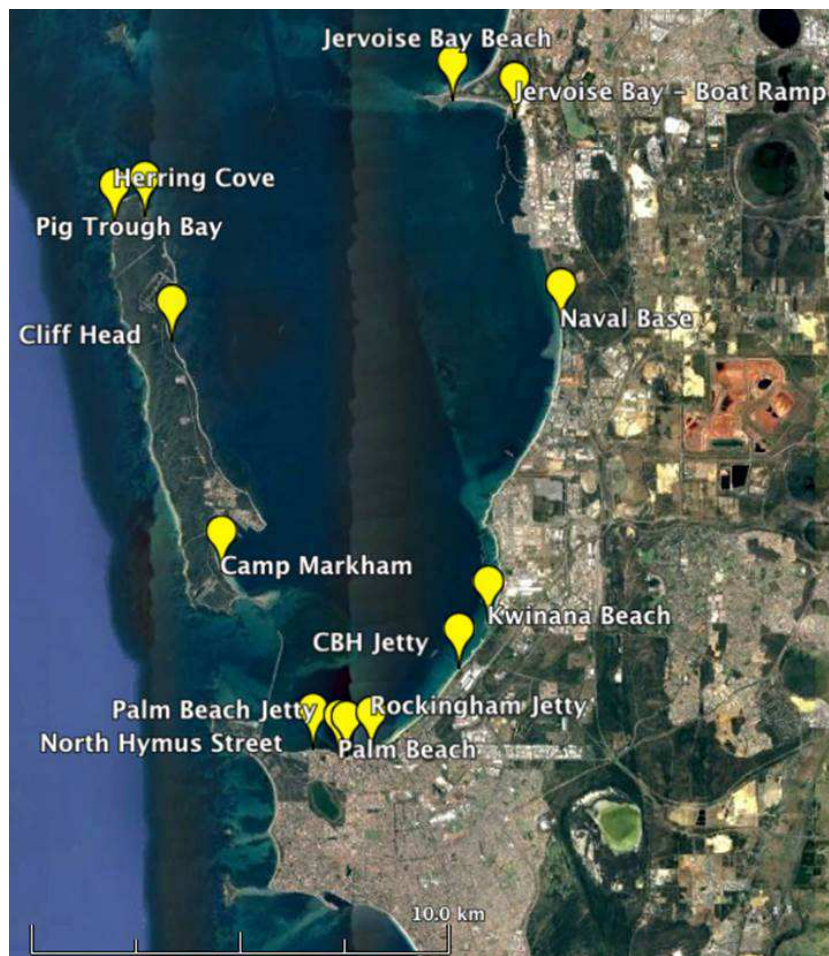 Jervoise Bay Beach
Jervoise Bay - Boat Ramp
Herring Cove
Pig Trough Bay
Naval Base
Cliff Head
Camp Markham
Kwinana Beach
CBH Jetty
Palm Beach Jetty
Rockingham Jetty
North Hymus Street
Palm Beach
10.0 km